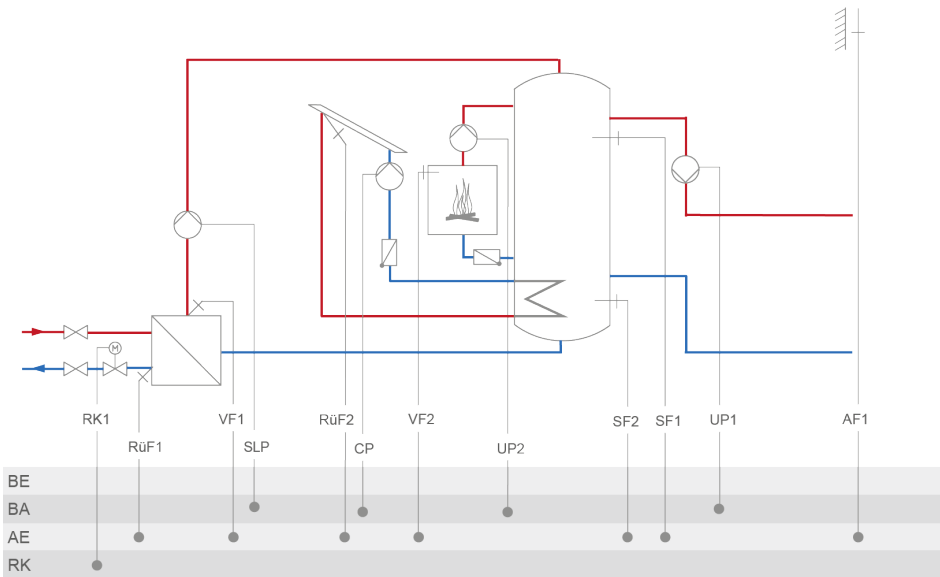 M
RK1 VF1 RüF2 VF2 SF2 SF1 UP1 AF1
RüF1 SLP CP UP2
BE
BA
AE
RK